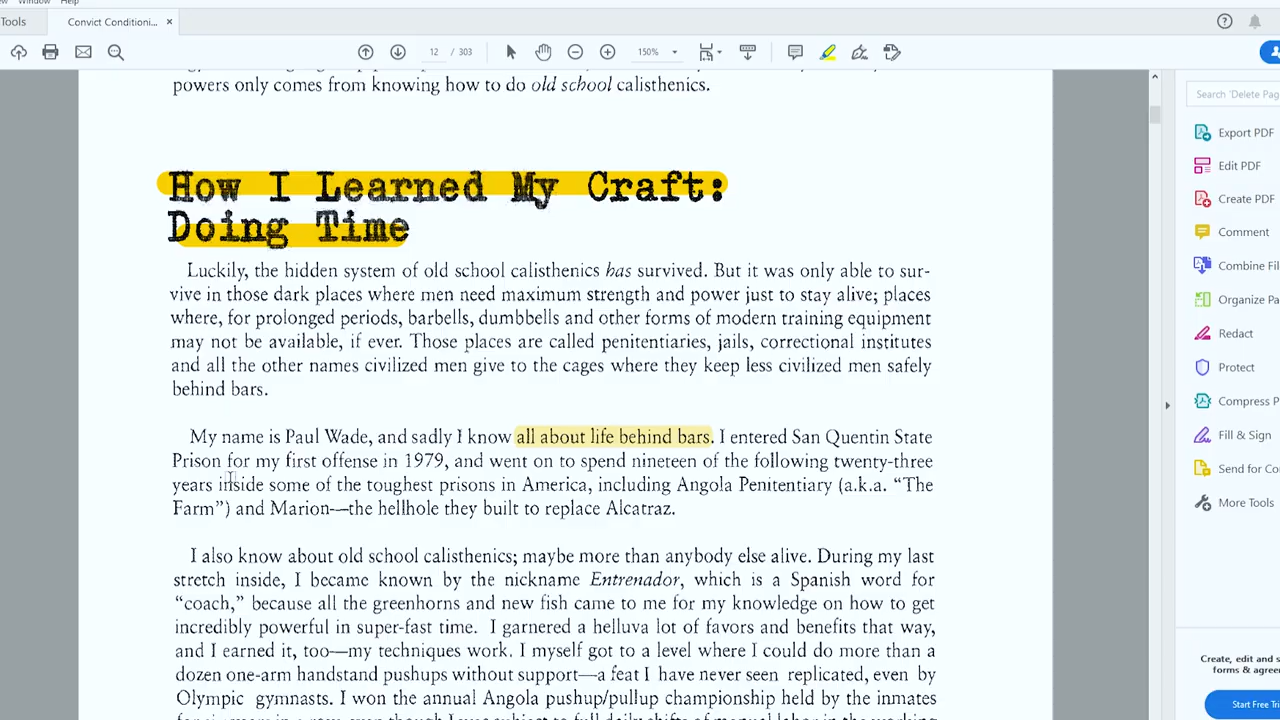 Window Help
Tools
Convict Conditioni... ×
12 / 303
150%
powers only comes from knowing how to do old school calisthenics.
Search 'Delete Pag
How I Learned My Craft:
Doing Time
Luckily, the hidden system of old school calisthenics has survived. But it was only able to sur-
vive in those dark places where men need maximum strength and power just to stay alive; places
where, for prolonged periods, barbells, dumbbells and other forms of modern training equipment
may not be available, if ever. Those places are called penitentiaries, jails, correctional institutes
and all the other names civilized men give to the cages where they keep less civilized men safely
behind bars.
My name is Paul Wade, and sadly I know all about life behind bars. I entered San Quentin State
Prison for my first offense in 1979, and went on to spend nineteen of the following twenty-three
years inside some of the toughest prisons in America, including Angola Penitentiary (a.k.a. “The
Farm”) and Marion—the hellhole they built to replace Alcatraz.
I also know about old school calisthenics; maybe more than anybody else alive. During my last
stretch inside, I became known by the nickname Entrenador, which is a Spanish word for
“coach,” because all the greenhorns and new fish came to me for my knowledge on how to get
incredibly powerful in super-fast time. I garnered a helluva lot of favors and benefits that way,
and I earned it, too—my techniques work. I myself got to a level where I could do more than a
dozen one-arm handstand pushups without support—a feat I have never seen replicated, even by
Olympic gymnasts. I won the annual Angola pushup/pullup championship held by the inmates
Export PDF
Edit PDF
Create PDF
Comment
Combine Fil
Organize Pa
Redact
Protect
Compress P
Fill & Sign
Send for Co
More Tools
Create, edit and s
forms & agree
Start Free Tri